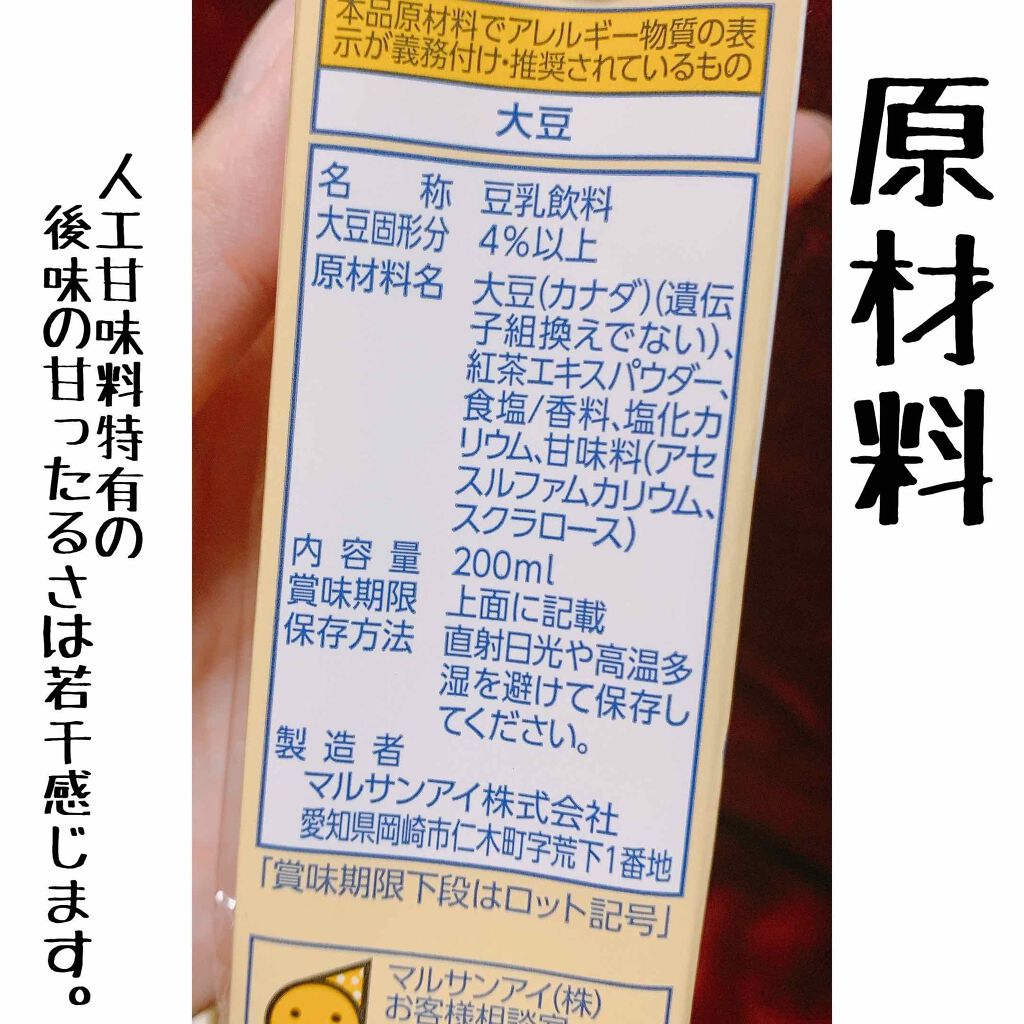 原材料
本品原材料でアレルギー物質の表
示が義務付け・推奨されているもの
大豆
名称 豆乳飲料
大豆固形分 4%以上
原材料名 大豆(カナダ)(遺伝
子組換えでない)、
紅茶エキスパウダー、
食塩/香料、塩化カ
リウム、甘味料(アセ
スルファムカリウム、
スクラロース)
内容量 200ml
賞味期限 上面に記載
保存方法 直射日光や高温多
湿を避けて保存し
てください。
製造者
マルサンアイ株式会社
愛知県岡崎市仁木町字荒下1番地
「賞味期限下段はロット記号」
マルサンアイ(株)
お客様相談室
人工甘味料特有の
後味の甘ったるさは若干感じます。